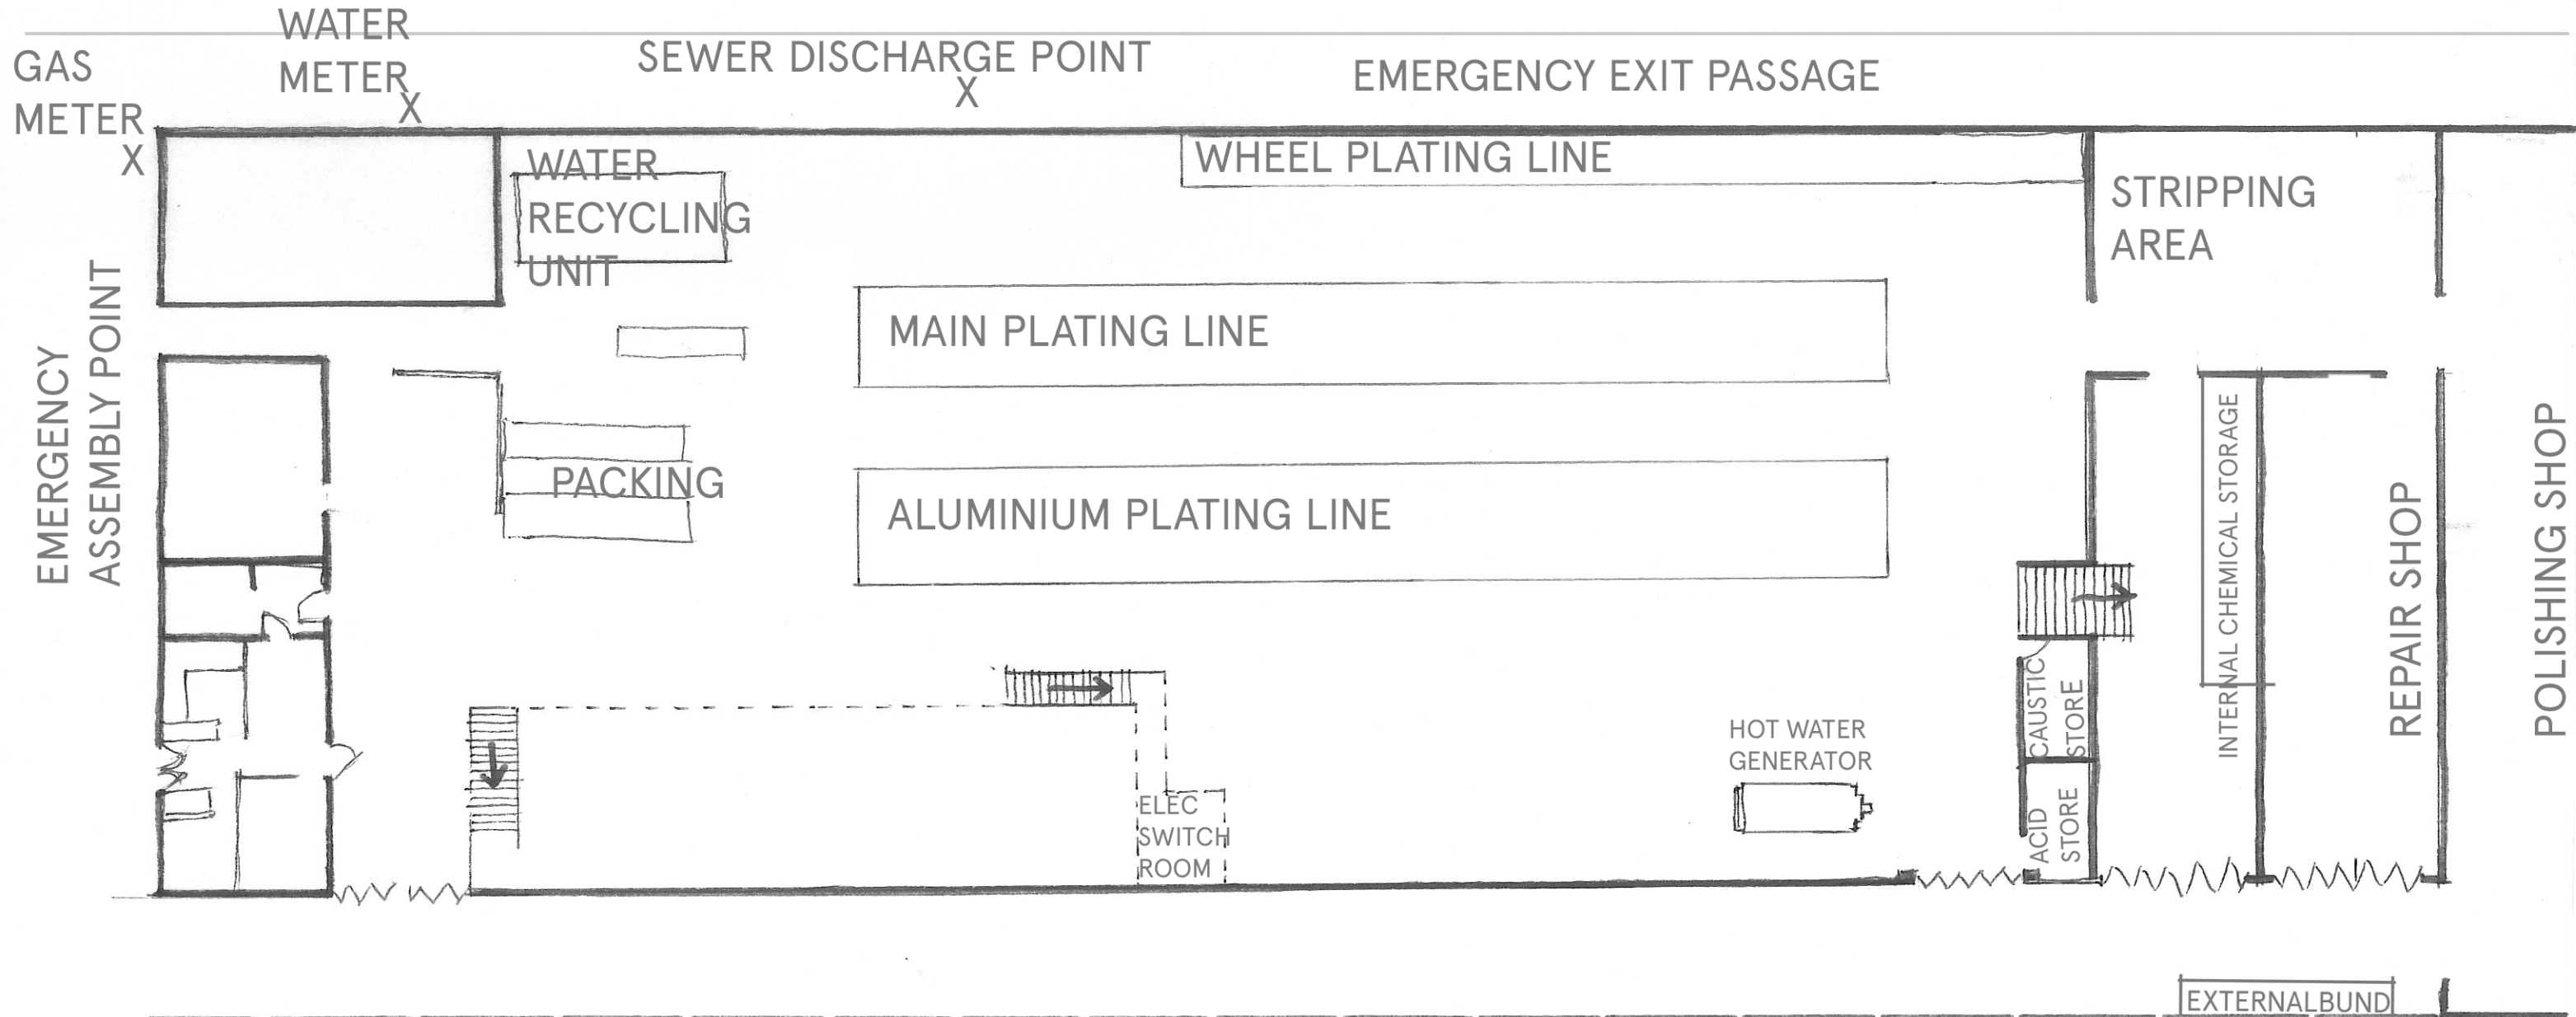 WATER
METER
X
GAS
METER
X
SEWER DISCHARGE POINT
X
EMERGENCY EXIT PASSAGE
WATER
RECYCLING
UNIT
WHEEL PLATING LINE
STRIPPING
AREA
EMERGENCY
ASSEMBLY POINT
MAIN PLATING LINE
PACKING
ALUMINIUM PLATING LINE
INTERNAL CHEMICAL STORAGE
REPAIR SHOP
POLISHING SHOP
CAUSTIC
STORE
HOT WATER
GENERATOR
ELEC
SWITCH
ROOM
ACID
STORE
EXTERNALBUND